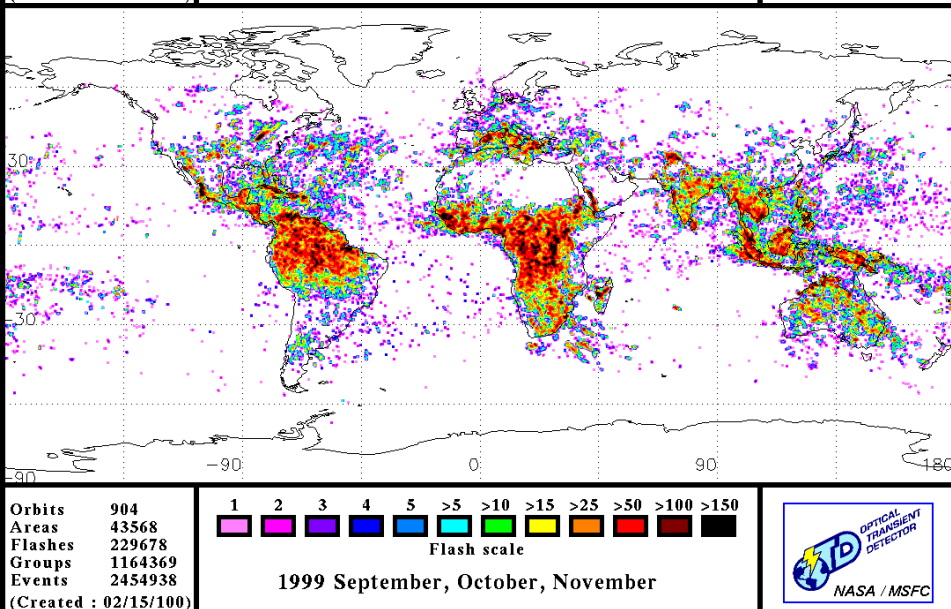 30
-30
-90
-90
0
90
180
Orbits 904
Areas 43568
Flashes 229678
Groups 1164369
Events 2454938
(Created : 02/15/100)
1 2 3 4 5 >5 >10 >15 >25 >50 >100 >150
Flash scale
1999 September, October, November
OTD
OPTICAL
TRANSIENT
DETECTOR
NASA / MSFC